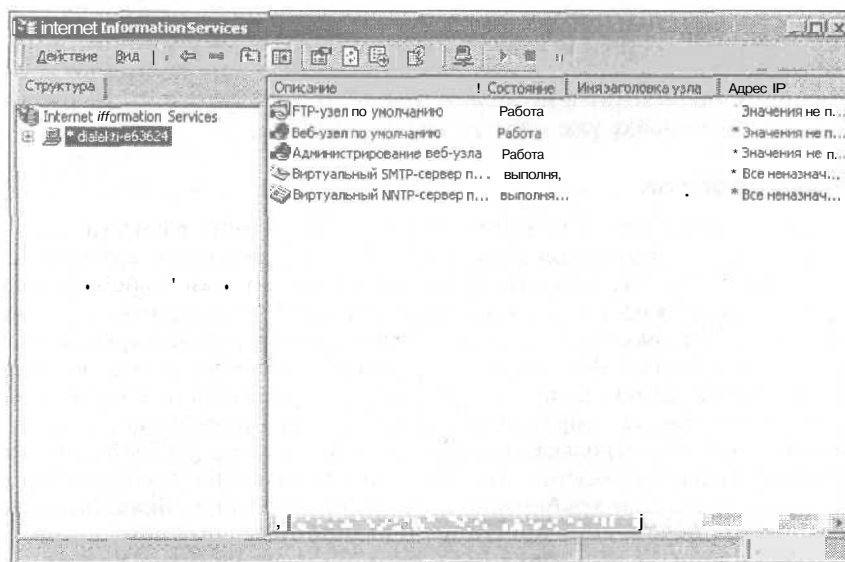 internet Information Services
Действие Вид
Структура
Описание ! Состояние Имя заголовка узла Адрес IP
Internet ifformation Services
FTP-узел по умолчанию Работа Значения не п...
Веб-узел по умолчанию Работа * Значения не п...
Администрирование веб-узла Работа * Значения не п...
Виртуальный SMTP-сервер п... выполня, * Все неназнач...
Виртуальный NNTP-сервер п... выполня... * Все неназнач...